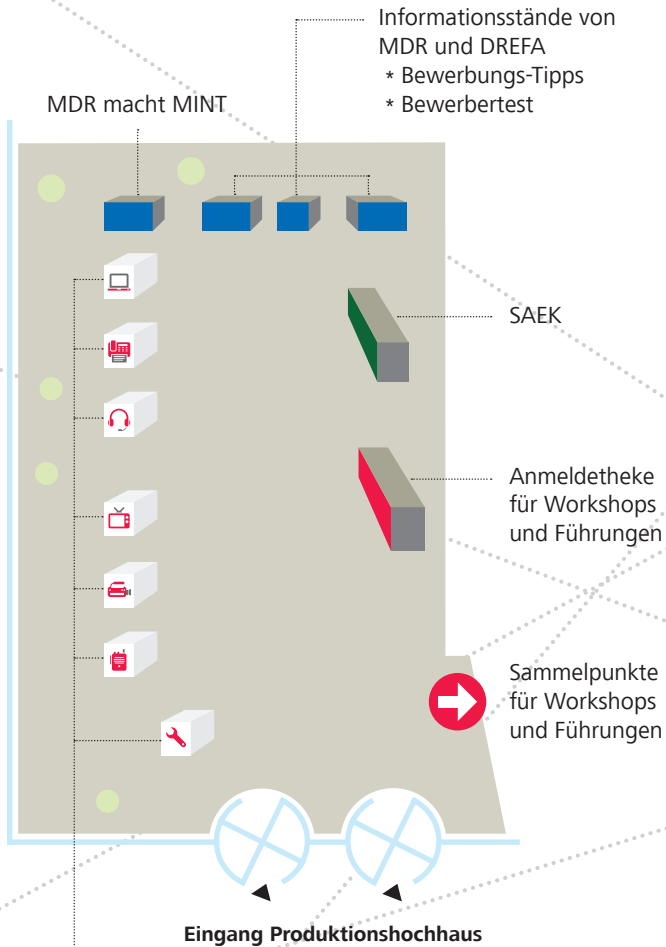 Informationsstände von
MDR und DREFA
* Bewerbungs-Tipps
* Bewerbertest
MDR macht MINT
SAEK
Anmeldetheke
für Workshops
und Führungen
Sammelpunkte
für Workshops
und Führungen
Eingang Produktionshochhaus